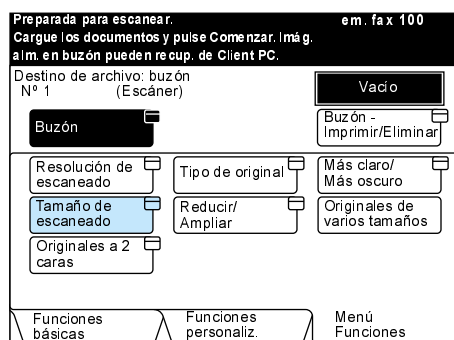 Preparada para escanear. em. fax 100
Cargue los documentos y pulse Comenzar. Imág.
alm. en buzón pueden recup. de Client PC.
Destino de archivo: buzón
Nº 1 (Escáner)
Vacío
Buzón
Buzón -
Imprimir/Eliminar
Resolución de
escaneado
Tipo de original
Más claro/
Más oscuro
Tamaño de
escaneado
Reducir/
Ampliar
Originales de
varios tamaños
Originales a 2
caras
Funciones
básicas
Funciones
personaliz.
Menú
Funciones